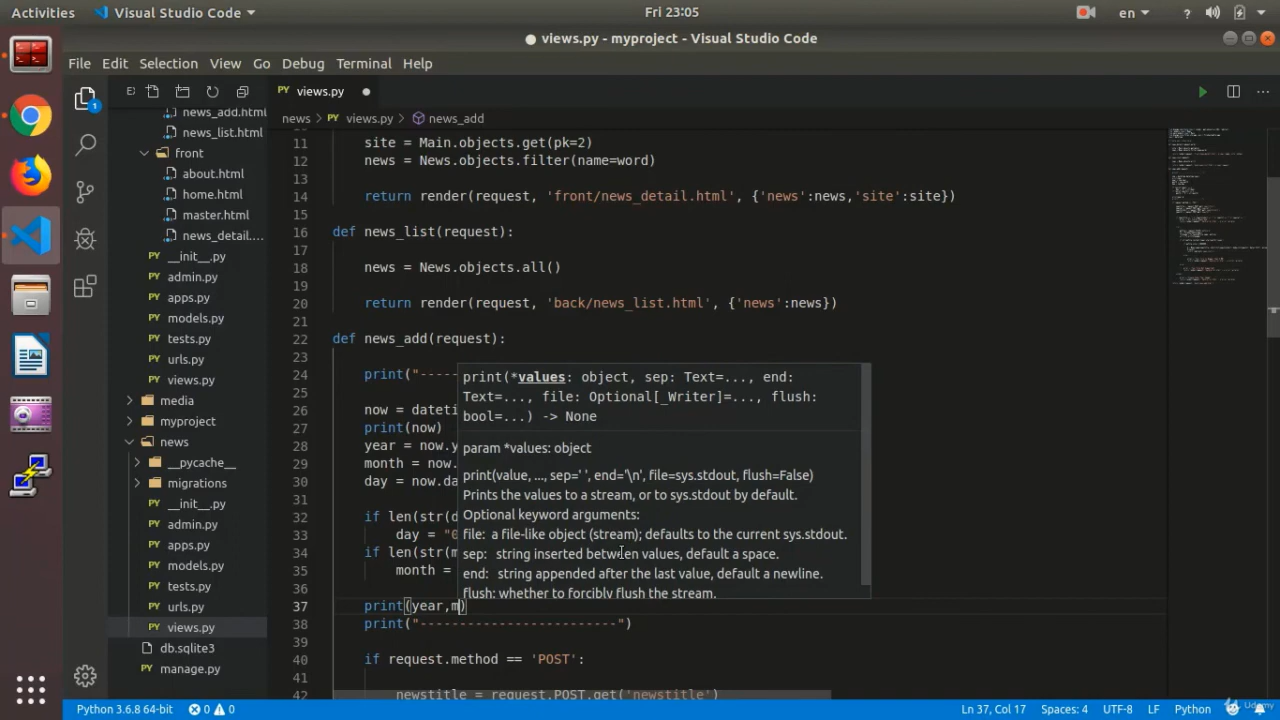 Activities
Visual Studio Code
Fri 23:05
en
views.py - myproject - Visual Studio Code
File Edit Selection View Go Debug Terminal Help
views.py
news > views.py > news_add
news_add.html
news_list.html
front
about.html
home.html
master.html
news_detail....
__init__.py
admin.py
apps.py
models.py
tests.py
urls.py
views.py
media
myproject
news
__pycache__
migrations
__init__.py
admin.py
apps.py
models.py
tests.py
urls.py
views.py
db.sqlite3
manage.py
11 site = Main.objects.get(pk=2)
12 news = News.objects.filter(name=word)
13
14 return render(request, 'front/news_detail.html', {'news':news,'site':site})
15
16 def news_list(request):
17
18 news = News.objects.all()
19
20 return render(request, 'back/news_list.html', {'news':news})
21
22 def news_add(request):
23
24 print("--
25
26 now = dateti
27 print(now)
28 year = now.y
29 month = now.
30 day = now.da
31
32 if len(str(d
33 day = "0
34 if len(str(m
35 month =
36
37 print(year,m)
38 print("-------------------------")
39
40 if request.method == 'POST':
41
42 newstitle = request.POST.get('newstitle')
print(*values: object, sep: Text=..., end:
Text=..., file: Optional[_Writer]=..., flush:
bool=...) -> None
param *values: object
print(value, ..., sep=' ', end='\n', file=sys.stdout, flush=False)
Prints the values to a stream, or to sys.stdout by default.
Optional keyword arguments:
file: a file-like object (stream); defaults to the current sys.stdout.
sep: string inserted between values, default a space.
end: string appended after the last value, default a newline.
flush: whether to forcibly flush the stream.
Python 3.6.8 64-bit 0 0
Ln 37, Col 17 Spaces: 4 UTF-8 LF Python
Udemy